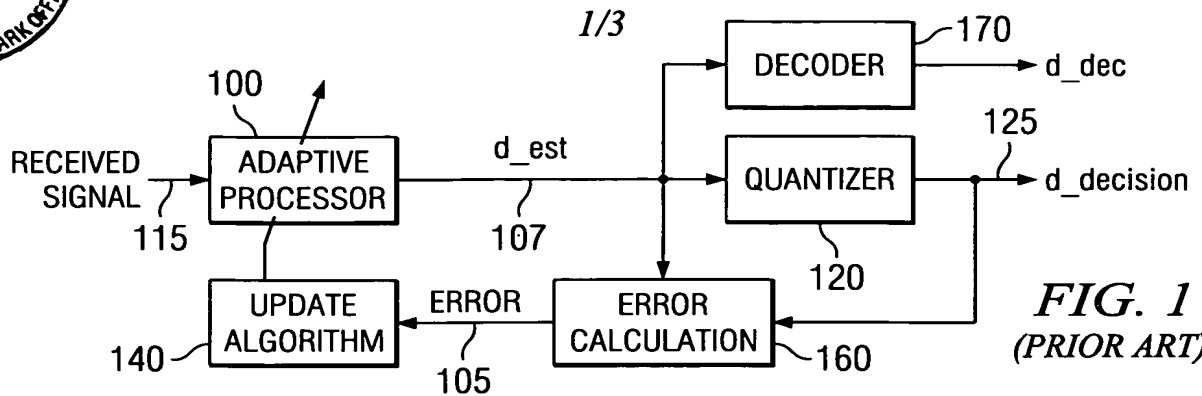 1/3
170
DECODER
d_dec
100
125
RECEIVED
SIGNAL
ADAPTIVE
PROCESSOR
d_est
QUANTIZER
d_decision
115
107
120
UPDATE
ALGORITHM
ERROR
ERROR
CALCULATION
FIG. 1
(PRIOR ART)
140
105
160